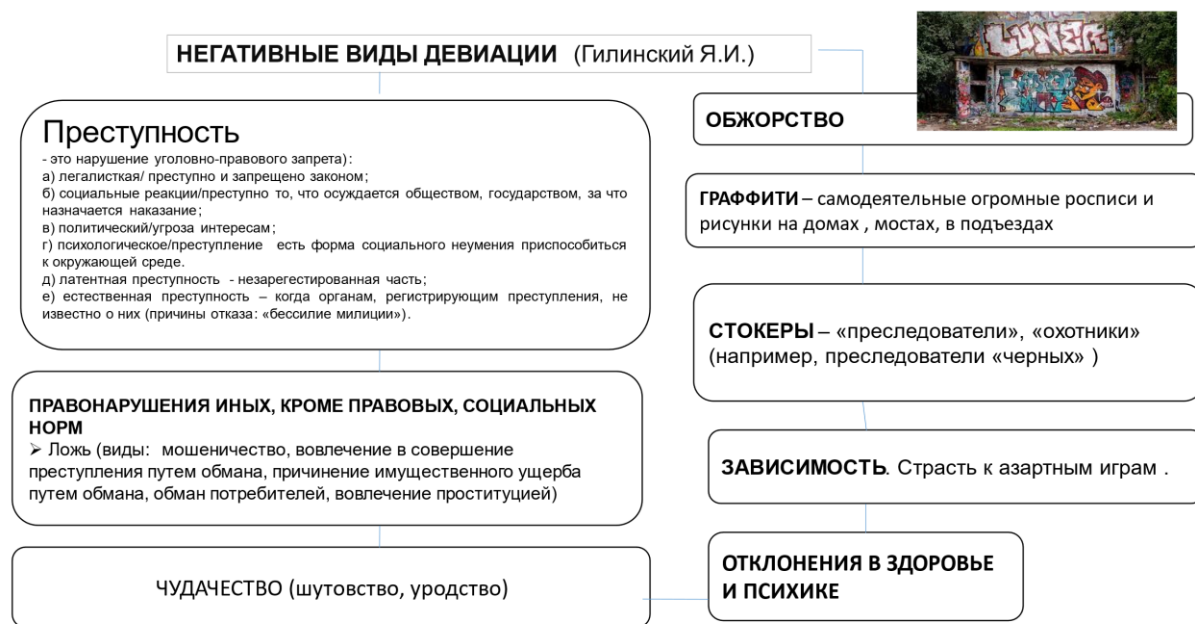 НЕГАТИВНЫЕ ВИДЫ ДЕВИАЦИИ (Гилинский Я.И.)
Преступность
- это нарушение уголовно-правового запрета):
а) легалисткая/ преступно и запрещено законом;
б) социальные реакции/преступно то, что осуждается обществом, государством, за что
назначается наказание;
в) политический/угроза интересам;
г) психологическое/преступление есть форма социального неумения приспособиться
к окружающей среде.
д) латентная преступность - незарегестированная часть;
е) естественная преступность – когда органам, регистрирующим преступления, не
известно о них (причины отказа: «бессилие милиции»).
ПРАВОНАРУШЕНИЯ ИНЫХ, КРОМЕ ПРАВОВЫХ, СОЦИАЛЬНЫХ
НОРМ
➢ Ложь (виды: мошеничество, вовлечение в совершение
преступления путем обмана, причинение имущественного ущерба
путем обмана, обман потребителей, вовлечение проституцией)
ЧУДАЧЕСТВО (шутовство, уродство)
LUNER
ОБЖОРСТВО
ГРАФФИТИ – самодеятельные огромные росписи и
рисунки на домах , мостах, в подъездах
СТОКЕРЫ – «преследователи», «охотники»
(например, преследователи «черных» )
ЗАВИСИМОСТЬ. Страсть к азартным играм .
ОТКЛОНЕНИЯ В ЗДОРОВЬЕ
И ПСИХИКЕ